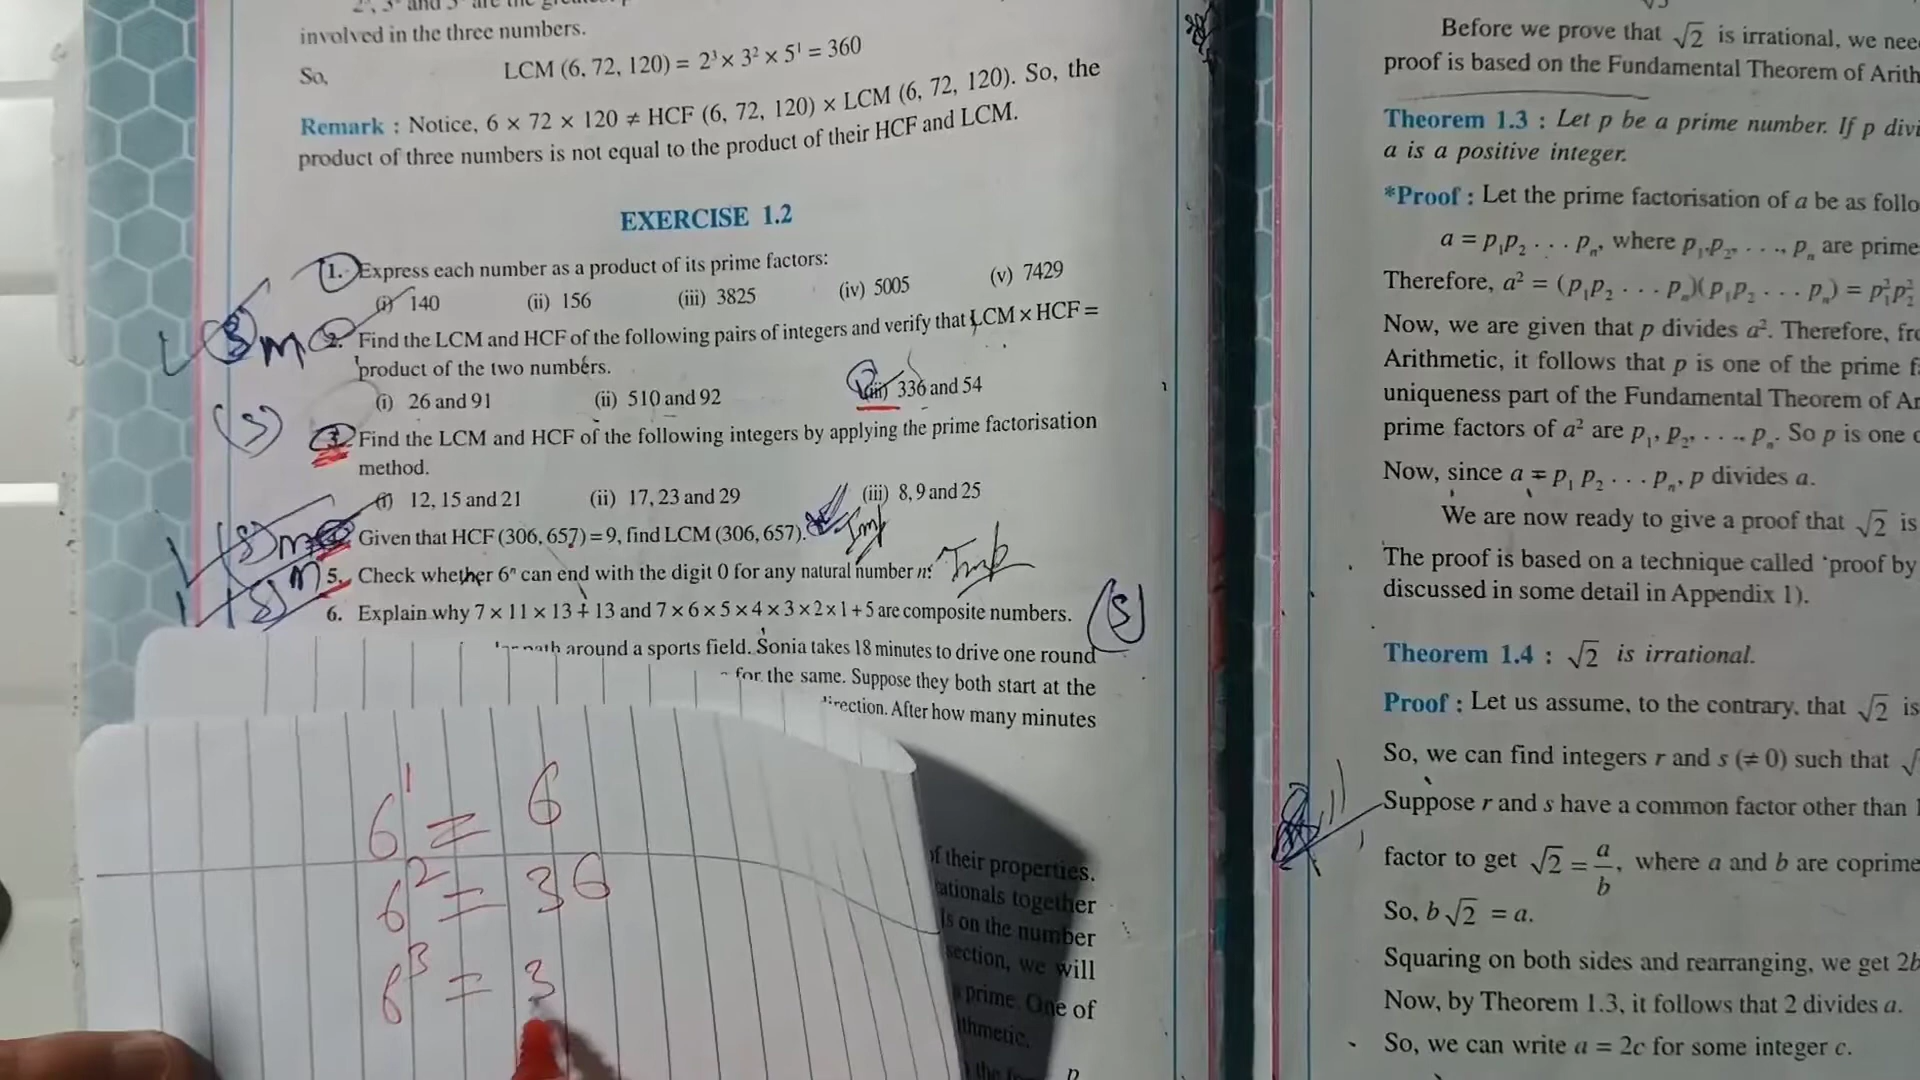 involved in the three numbers.
So, LCM (6, 72, 120) = 2³ × 3² × 5¹ = 360
Remark : Notice, 6 × 72 × 120 ≠ HCF (6, 72, 120) × LCM (6, 72, 120). So, the
product of three numbers is not equal to the product of their HCF and LCM.
EXERCISE 1.2
1. Express each number as a product of its prime factors:
(i) 140 (ii) 156 (iii) 3825 (iv) 5005 (v) 7429
2. Find the LCM and HCF of the following pairs of integers and verify that LCM × HCF =
product of the two numbers.
(i) 26 and 91 (ii) 510 and 92 (iii) 336 and 54
3. Find the LCM and HCF of the following integers by applying the prime factorisation
method.
(i) 12, 15 and 21 (ii) 17, 23 and 29 (iii) 8, 9 and 25
Given that HCF (306, 657) = 9, find LCM (306, 657). Imp
5. Check whether 6ⁿ can end with the digit 0 for any natural number n. Imp
6. Explain why 7 × 11 × 13 + 13 and 7 × 6 × 5 × 4 × 3 × 2 × 1 + 5 are composite numbers. (S)
path around a sports field. Sonia takes 18 minutes to drive one round
for the same. Suppose they both start at the
direction. After how many minutes
6¹ = 6
6² = 36
6³ = 3
of their properties.
ationals together
is on the number
section, we will
prime. One of
ithmetic.
Before we prove that √2 is irrational, we nee
proof is based on the Fundamental Theorem of Arith
Theorem 1.3 : Let p be a prime number. If p divi
a is a positive integer.
*Proof : Let the prime factorisation of a be as follo
a = p₁p₂ . . . pₙ, where p₁,p₂, . . ., pₙ are prime
Therefore, a² = (p₁p₂ . . . pₙ)(p₁p₂ . . . pₙ) = p₁²p₂²
Now, we are given that p divides a². Therefore, fro
Arithmetic, it follows that p is one of the prime f
uniqueness part of the Fundamental Theorem of Ar
prime factors of a² are p₁, p₂, . . ., pₙ. So p is one o
Now, since a = p₁ p₂ . . . pₙ, p divides a.
We are now ready to give a proof that √2 is
The proof is based on a technique called 'proof by
discussed in some detail in Appendix 1).
Theorem 1.4 : √2 is irrational.
Proof : Let us assume, to the contrary, that √2 is
So, we can find integers r and s (≠ 0) such that √
Suppose r and s have a common factor other than 1
factor to get √2 = a/b, where a and b are coprime
So, b√2 = a.
Squaring on both sides and rearranging, we get 2b
Now, by Theorem 1.3, it follows that 2 divides a.
So, we can write a = 2c for some integer c.